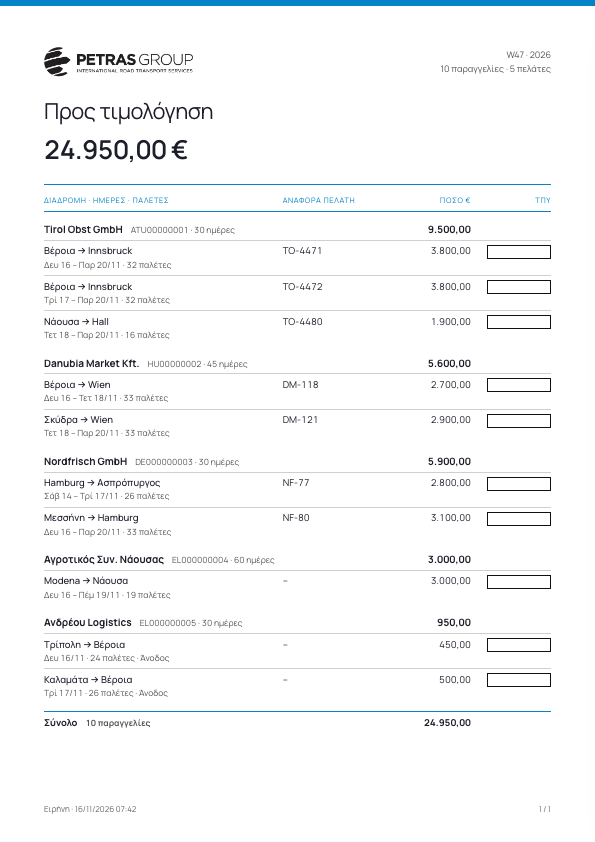 PETRAS GROUP
INTERNATIONAL ROAD TRANSPORT SERVICES
W47 · 2026
10 παραγγελίες · 5 πελάτες
Προς τιμολόγηση
24.950,00 €
ΔΙΑΔΡΟΜΗ · ΗΜΕΡΕΣ · ΠΑΛΕΤΕΣ ΑΝΑΦΟΡΑ ΠΕΛΑΤΗ ΠΟΣΟ € ΤΠΥ
Tirol Obst GmbH ATU00000001 · 30 ημέρες 9.500,00
Βέροια → Innsbruck TO-4471 3.800,00
Δευ 16 – Παρ 20/11 · 32 παλέτες
Βέροια → Innsbruck TO-4472 3.800,00
Τρί 17 – Παρ 20/11 · 32 παλέτες
Νάουσα → Hall TO-4480 1.900,00
Τετ 18 – Παρ 20/11 · 16 παλέτες
Danubia Market Kft. HU00000002 · 45 ημέρες 5.600,00
Βέροια → Wien DM-118 2.700,00
Δευ 16 – Τετ 18/11 · 33 παλέτες
Σκύδρα → Wien DM-121 2.900,00
Τετ 18 – Παρ 20/11 · 33 παλέτες
Nordfrisch GmbH DE000000003 · 30 ημέρες 5.900,00
Hamburg → Ασπρόπυργος NF-77 2.800,00
Σάβ 14 – Τρί 17/11 · 26 παλέτες
Μεσσήνη → Hamburg NF-80 3.100,00
Δευ 16 – Παρ 20/11 · 33 παλέτες
Αγροτικός Συν. Νάουσας EL000000004 · 60 ημέρες 3.000,00
Modena → Νάουσα – 3.000,00
Δευ 16 – Πέμ 19/11 · 19 παλέτες
Ανδρέου Logistics EL000000005 · 30 ημέρες 950,00
Τρίπολη → Βέροια – 450,00
Δευ 16/11 · 24 παλέτες · Άνοδος
Καλαμάτα → Βέροια – 500,00
Τρί 17/11 · 26 παλέτες · Άνοδος
Σύνολο 10 παραγγελίες 24.950,00
Ειρήνη · 16/11/2026 07:42 1 / 1